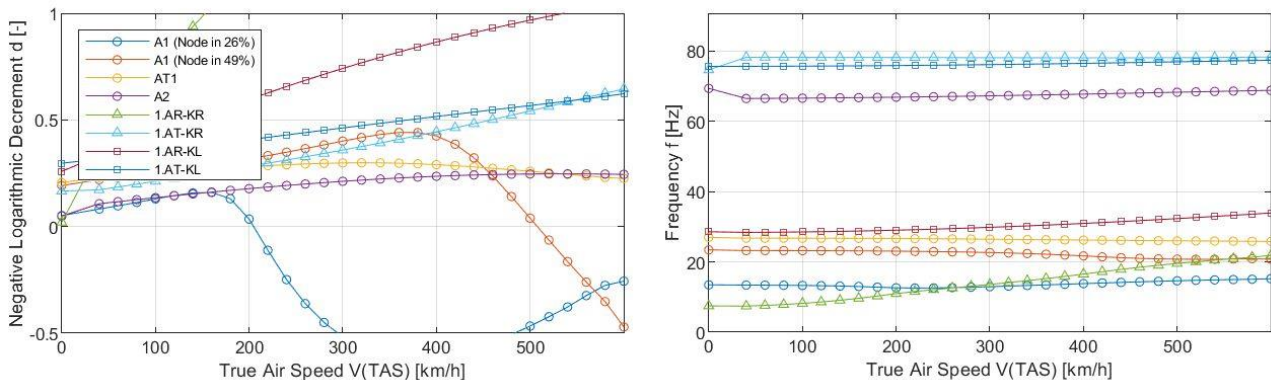 Negative Logarithmic Decrement d [-]
1
0.5
0
-0.5
A1 (Node in 26%)
A1 (Node in 49%)
AT1
A2
1.AR-KR
1.AT-KR
1.AR-KL
1.AT-KL
0 100 200 300 400 500
True Air Speed V(TAS) [km/h]
Frequency f [Hz]
80
60
40
20
0
0 100 200 300 400 500
True Air Speed V(TAS) [km/h]